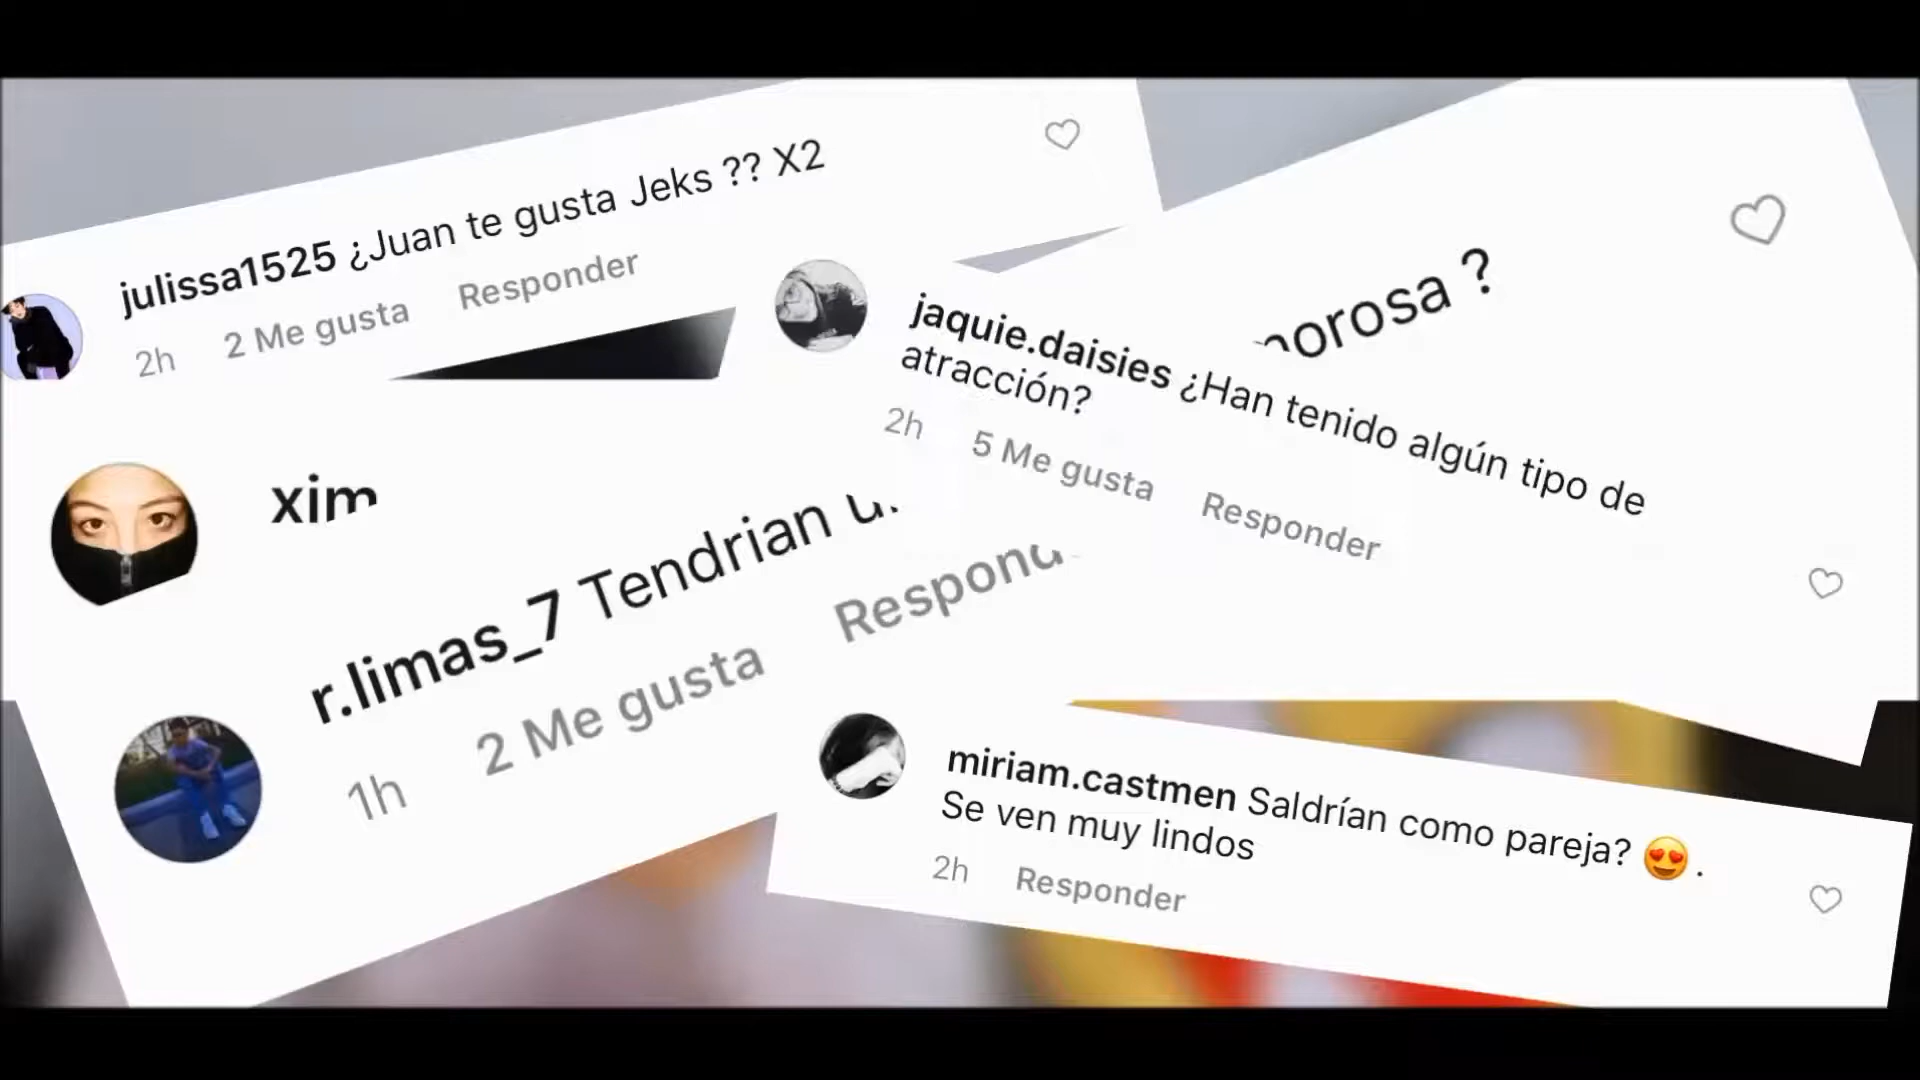 julissa1525 ¿Juan te gusta Jeks ?? X2
2h 2 Me gusta Responder
jaquie.daisies ¿Han tenido algún tipo de
atracción?
2h 5 Me gusta Responder
xim
r.limas_7 Tendrian
1h 2 Me gusta
miriam.castmen Saldrían como pareja? 😍.
Se ven muy lindos
2h Responder